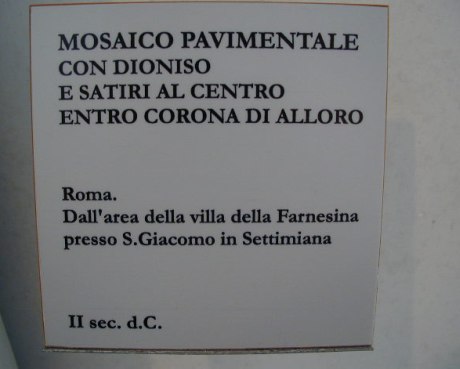 MOSAICO PAVIMENTALE
CON DIONISO
E SATIRI AL CENTRO
ENTRO CORONA DI ALLORO
Roma.
Dall'area della villa della Farnesina
presso S.Giacomo in Settimiana
II sec. d.C.